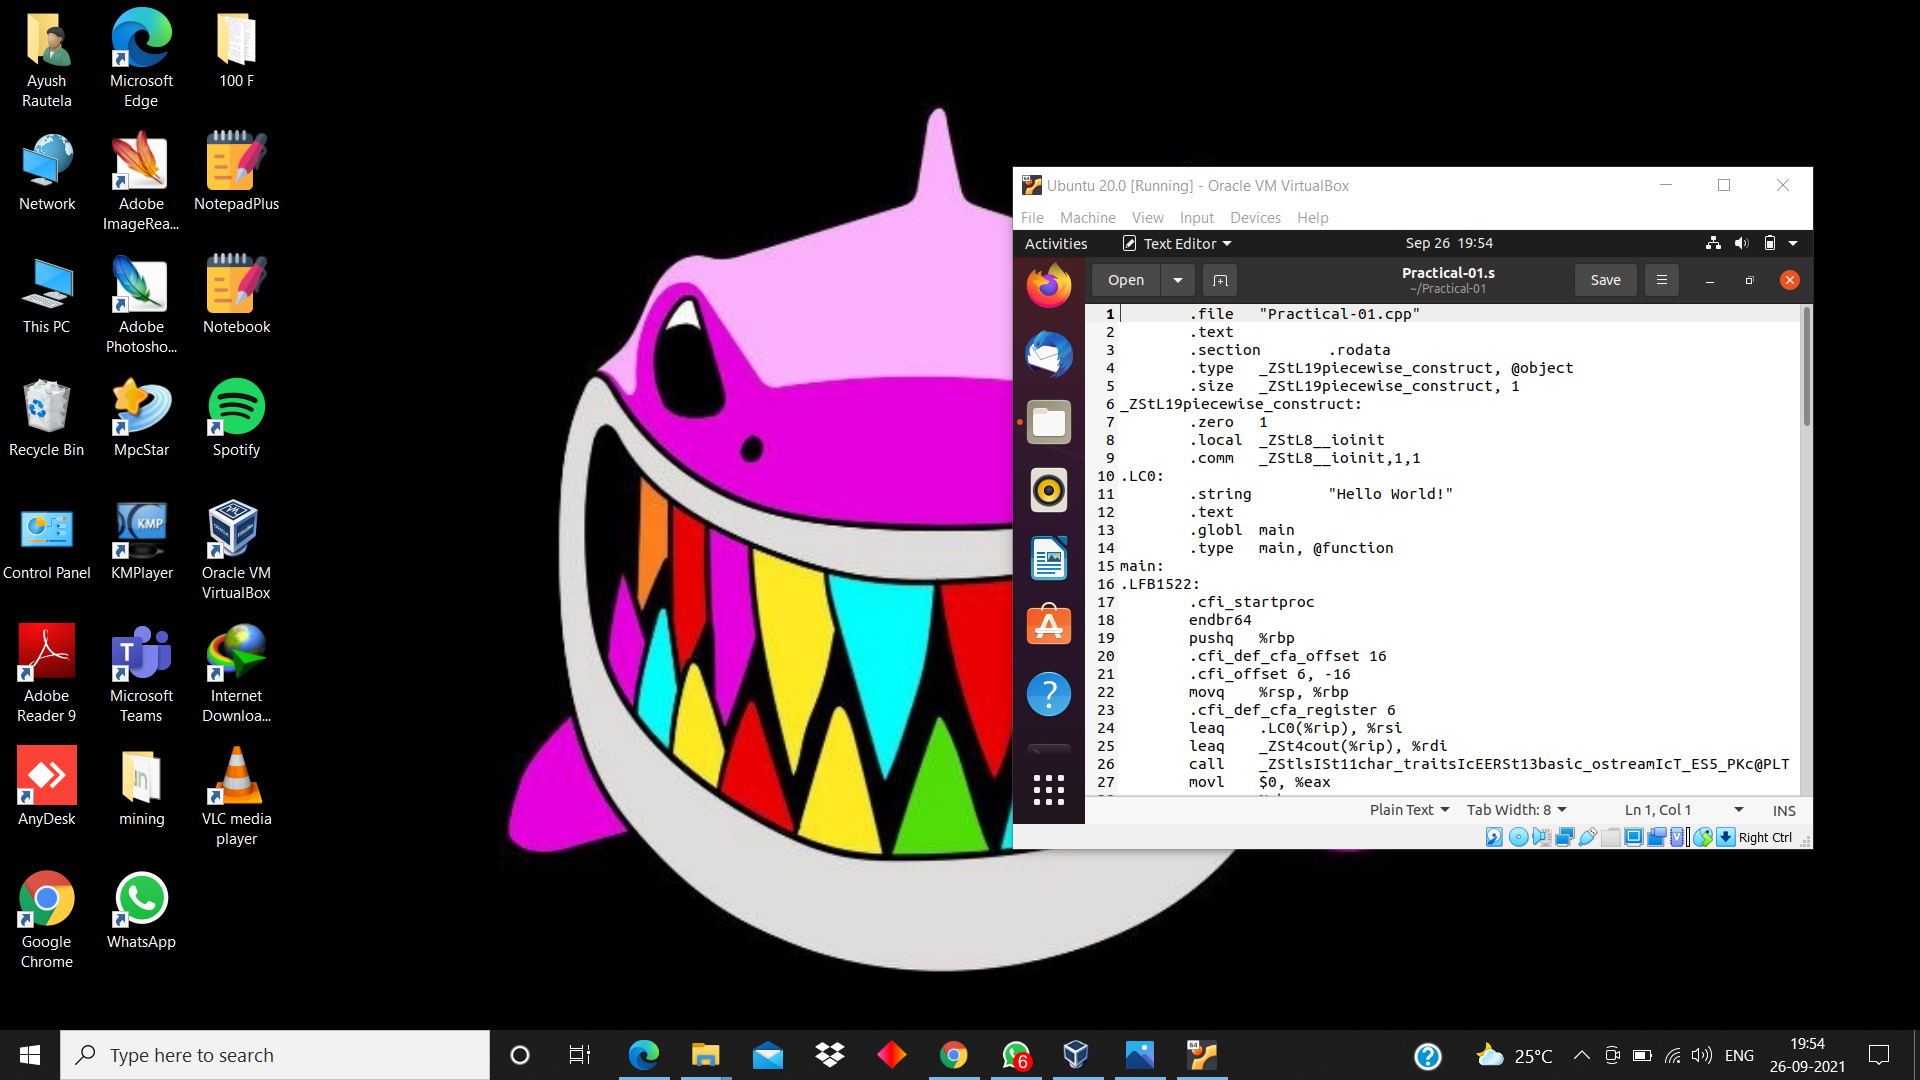 Ayush
Rautela
Microsoft
Edge
100 F
Network
Adobe
ImageRea...
NotepadPlus
This PC
Adobe
Photosho...
Notebook
Recycle Bin
MpcStar
Spotify
Control Panel
KMPlayer
Oracle VM
VirtualBox
Adobe
Reader 9
Microsoft
Teams
Internet
Downloa...
AnyDesk
mining
VLC media
player
Google
Chrome
WhatsApp
Ubuntu 20.0 [Running] - Oracle VM VirtualBox
File Machine View Input Devices Help
Activities Text Editor Sep 26 19:54
Open Practical-01.s Save
~/Practical-01
1 .file "Practical-01.cpp"
2 .text
3 .section .rodata
4 .type _ZStL19piecewise_construct, @object
5 .size _ZStL19piecewise_construct, 1
6 _ZStL19piecewise_construct:
7 .zero 1
8 .local _ZStL8__ioinit
9 .comm _ZStL8__ioinit,1,1
10 .LC0:
11 .string "Hello World!"
12 .text
13 .globl main
14 .type main, @function
15 main:
16 .LFB1522:
17 .cfi_startproc
18 endbr64
19 pushq %rbp
20 .cfi_def_cfa_offset 16
21 .cfi_offset 6, -16
22 movq %rsp, %rbp
23 .cfi_def_cfa_register 6
24 leaq .LC0(%rip), %rsi
25 leaq _ZSt4cout(%rip), %rdi
26 call _ZStlsISt11char_traitsIcEERSt13basic_ostreamIcT_ES5_PKc@PLT
27 movl $0, %eax
Plain Text Tab Width: 8 Ln 1, Col 1 INS
Right Ctrl
Type here to search
6
25°C
ENG
19:54
26-09-2021